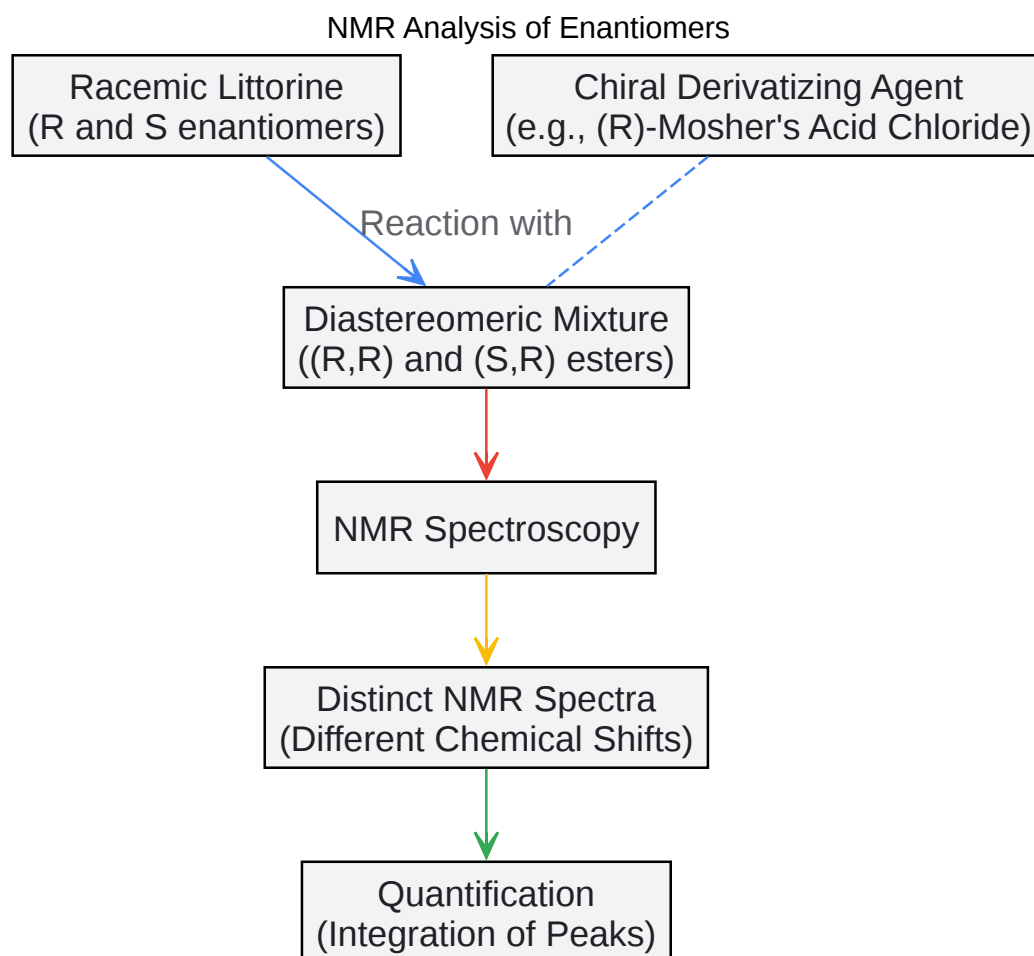 NMR Analysis of Enantiomers
Racemic Littorine
(R and S enantiomers)
Chiral Derivatizing Agent
(e.g., (R)-Mosher's Acid Chloride)
Reaction with
Diastereomeric Mixture
((R,R) and (S,R) esters)
NMR Spectroscopy
Distinct NMR Spectra
(Different Chemical Shifts)
Quantification
(Integration of Peaks)